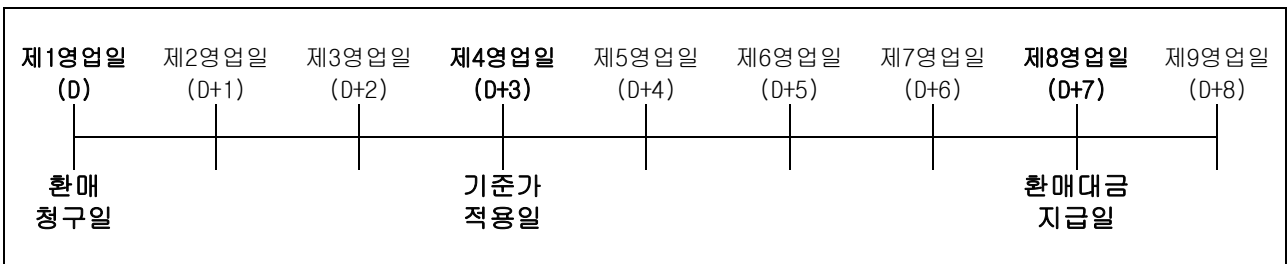 제1영업일 제2영업일 제3영업일 제4영업일 제5영업일 제6영업일 제7영업일 제8영업일 제9영업일
(D) (D+1) (D+2) (D+3) (D+4) (D+5) (D+6) (D+7) (D+8)
환매 기준가 환매대금
청구일 적용일 지급일